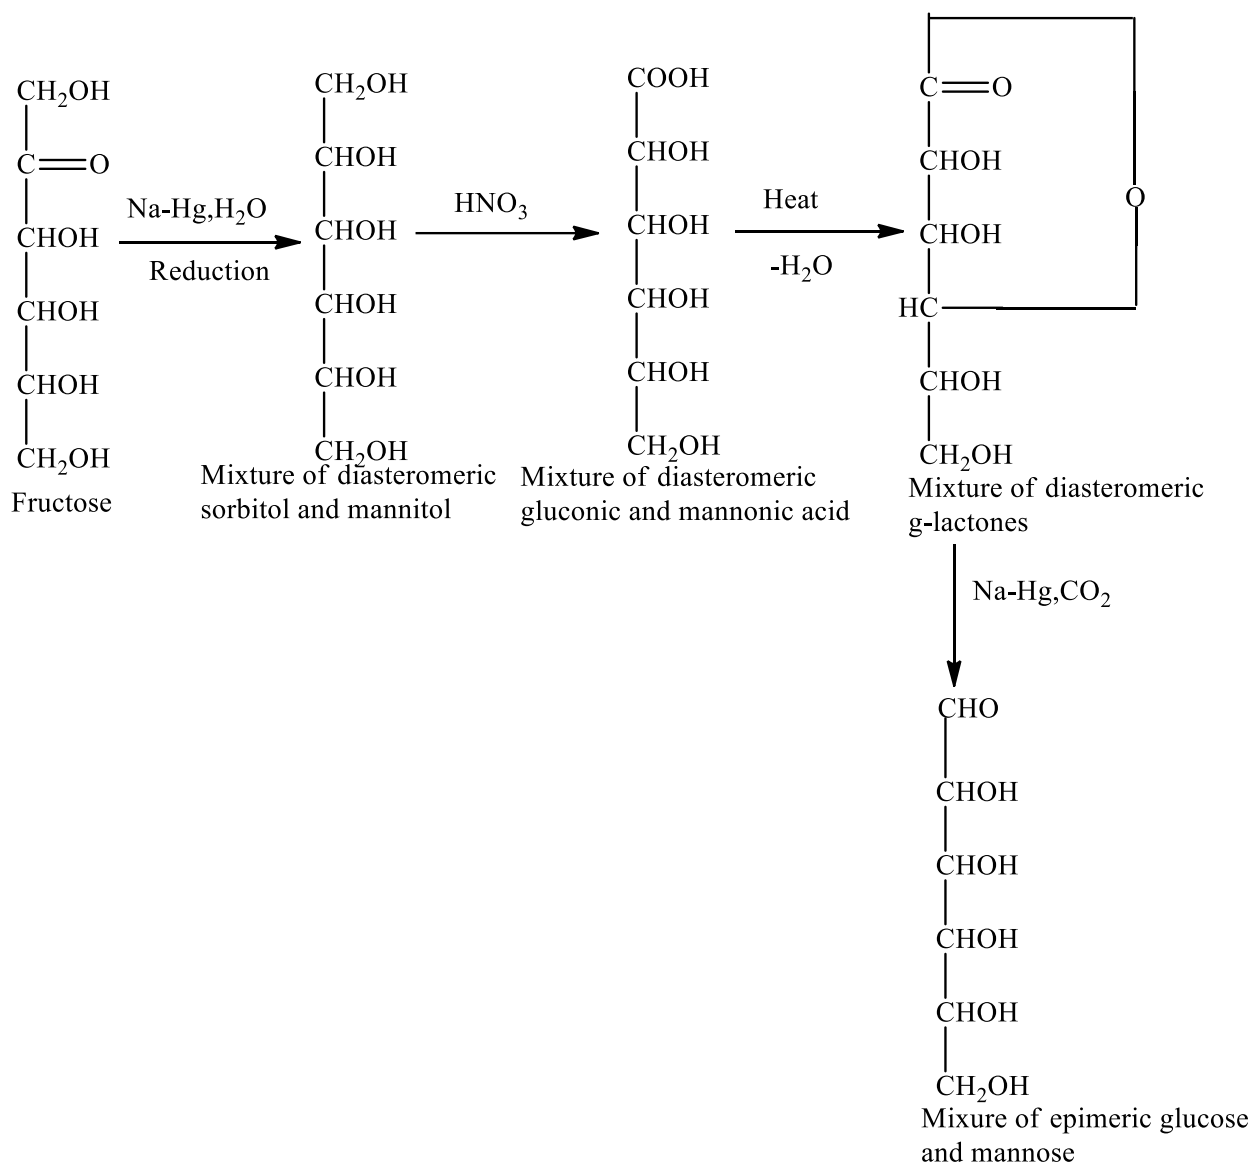 CH₂OH
C=O
CHOH
CHOH
CHOH
CH₂OH
Fructose
Na-Hg,H₂O
Reduction
CH₂OH
CHOH
CHOH
CHOH
CHOH
CH₂OH
Mixture of diasteromeric
sorbitol and mannitol
HNO₃
COOH
CHOH
CHOH
CHOH
CHOH
CH₂OH
Mixture of diasteromeric
gluconic and mannonic acid
Heat
-H₂O
C=O
CHOH
CHOH
O
HC
CHOH
CH₂OH
Mixture of diasteromeric
g-lactones
Na-Hg,CO₂
CHO
CHOH
CHOH
CHOH
CHOH
CH₂OH
Mixure of epimeric glucose
and mannose